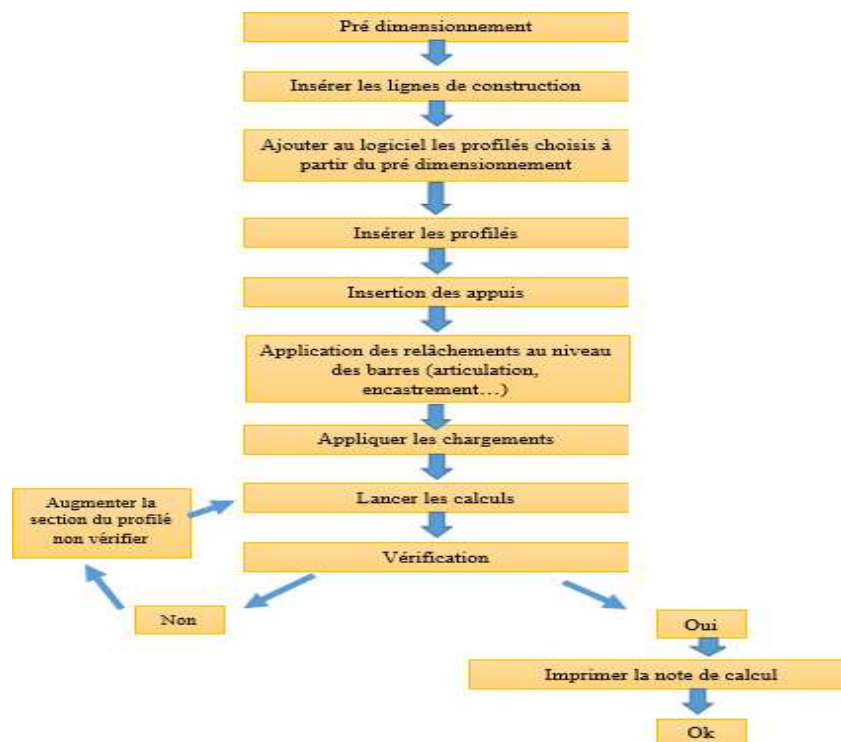 Pré dimensionnement
Insérer les lignes de construction
Ajouter au logiciel les profilés choisis à
partir du pré dimensionnement
Insérer les profilés
Insertion des appuis
Application des relâchements au niveau
des barres (articulation,
encastrement…)
Appliquer les chargements
Lancer les calculs
Augmenter la
section du profilé
non vérifier
Vérification
Non
Oui
Imprimer la note de calcul
Ok